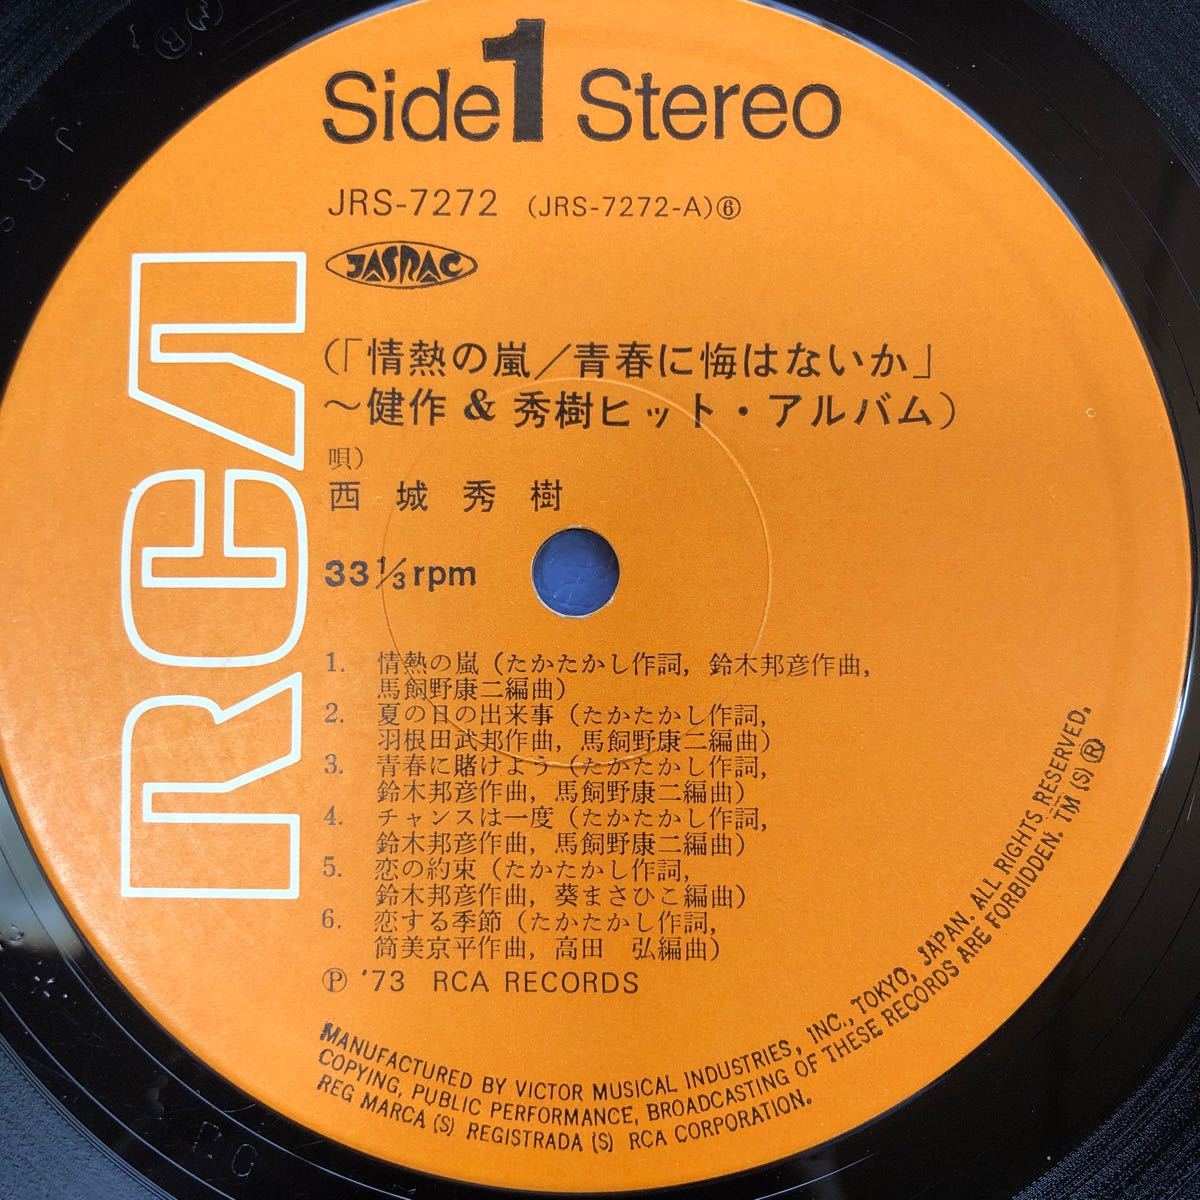 Side 1 Stereo
JRS-7272 (JRS-7272-A)⑥
JASRAC
RCA
(「情熱の嵐/青春に悔はないか」
~健作 & 秀樹ヒット・アルバム)
唄)
西城秀樹
33 1/3 rpm
1. 情熱の嵐(たかたかし作詞, 鈴木邦彦作曲,
馬飼野康二編曲)
2. 夏の日の出来事(たかたかし作詞,
羽根田武邦作曲, 馬飼野康二編曲)
3. 青春に賭けよう(たかたかし作詞,
鈴木邦彦作曲, 馬飼野康二編曲)
4. チャンスは一度(たかたかし作詞,
鈴木邦彦作曲, 馬飼野康二編曲)
5. 恋の約束(たかたかし作詞,
鈴木邦彦作曲, 葵まさひこ編曲)
6. 恋する季節(たかたかし作詞,
筒美京平作曲, 高田 弘編曲)
Ⓟ '73 RCA RECORDS
MANUFACTURED BY VICTOR MUSICAL INDUSTRIES, INC., TOKYO, JAPAN. ALL RIGHTS RESERVED.
COPYING, PUBLIC PERFORMANCE, BROADCASTING OF THESE RECORDS ARE FORBIDDEN. TM (S) ®
REG MARCA (S) REGISTRADA (S) RCA CORPORATION.